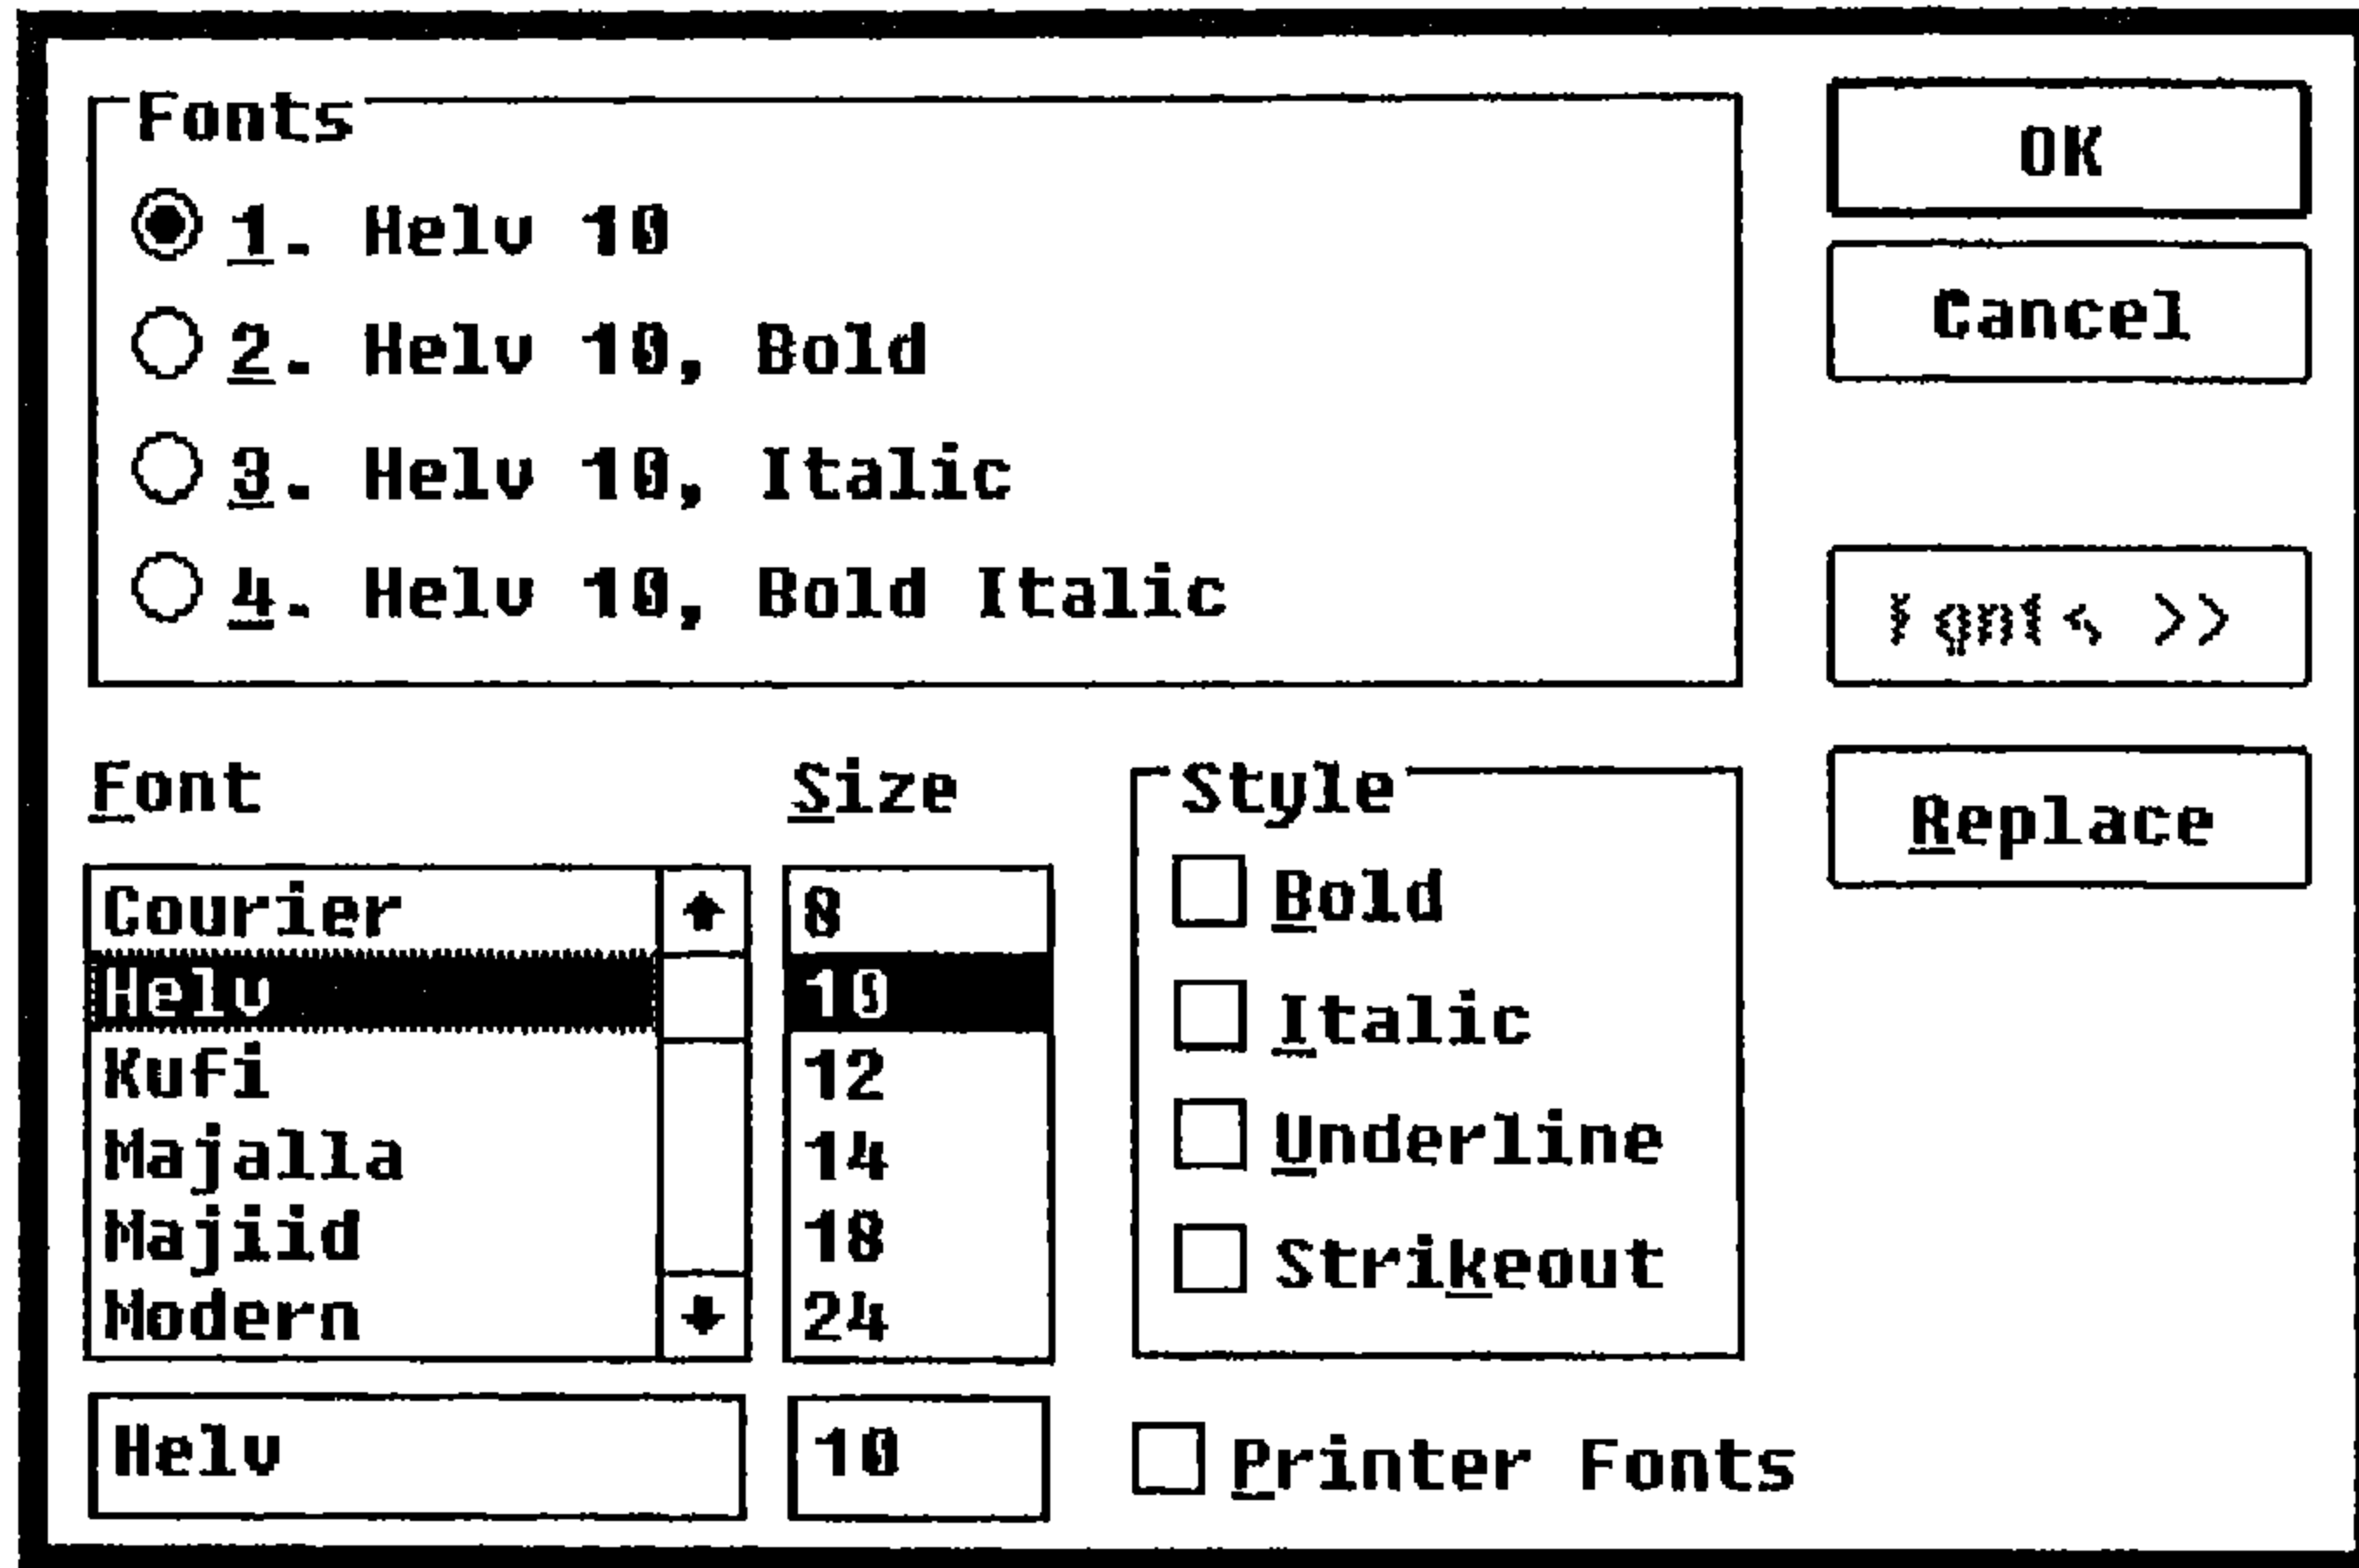 Fonts
1. Helv 10
2. Helv 10, Bold
3. Helv 10, Italic
4. Helv 10, Bold Italic
OK
Cancel
Fonts >>
Replace
Font
Courier
Helv
Kufi
Majalla
Majiid
Modern
Helv
Size
8
10
12
14
18
24
10
Style
Bold
Italic
Underline
Strikeout
Printer Fonts